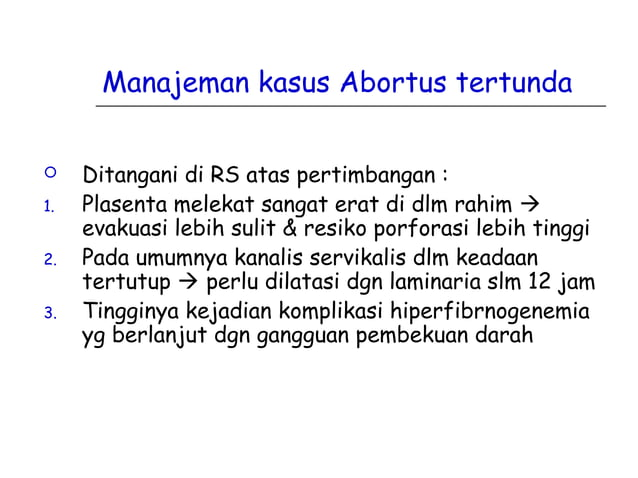 Manajeman kasus Abortus tertunda
Ditangani di RS atas pertimbangan :
1. Plasenta melekat sangat erat di dlm rahim →
evakuasi lebih sulit & resiko porforasi lebih tinggi
2. Pada umumnya kanalis servikalis dlm keadaan
tertutup → perlu dilatasi dgn laminaria slm 12 jam
3. Tingginya kejadian komplikasi hiperfibrnogenemia
yg berlanjut dgn gangguan pembekuan darah